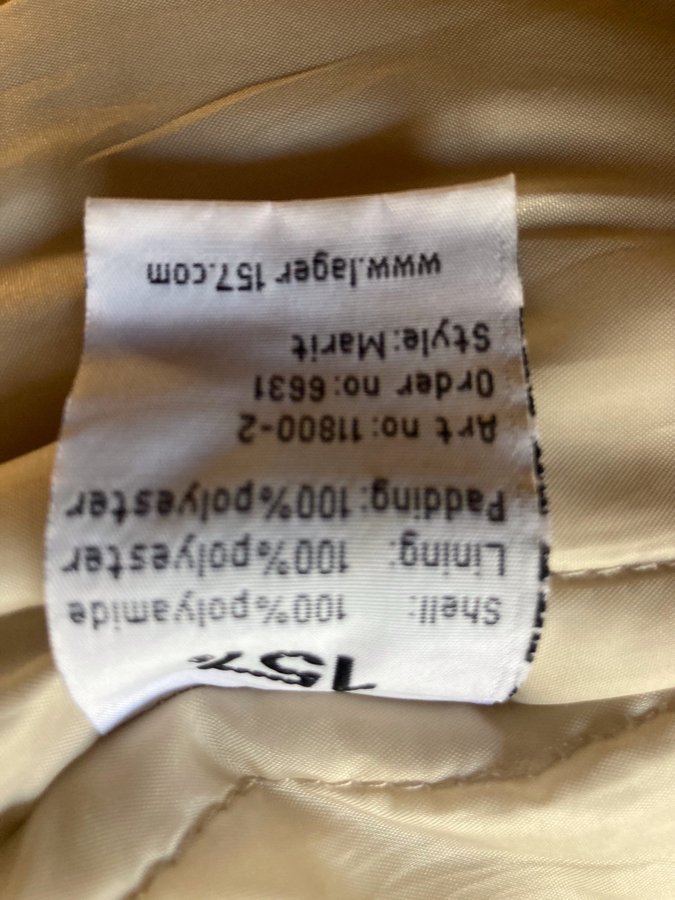 157
Shell: 100%polyamide
Lining: 100%polyester
Padding:100%polyester
Art no:11800-2
Order no:6631
Style:Marit
www.lager 157.com